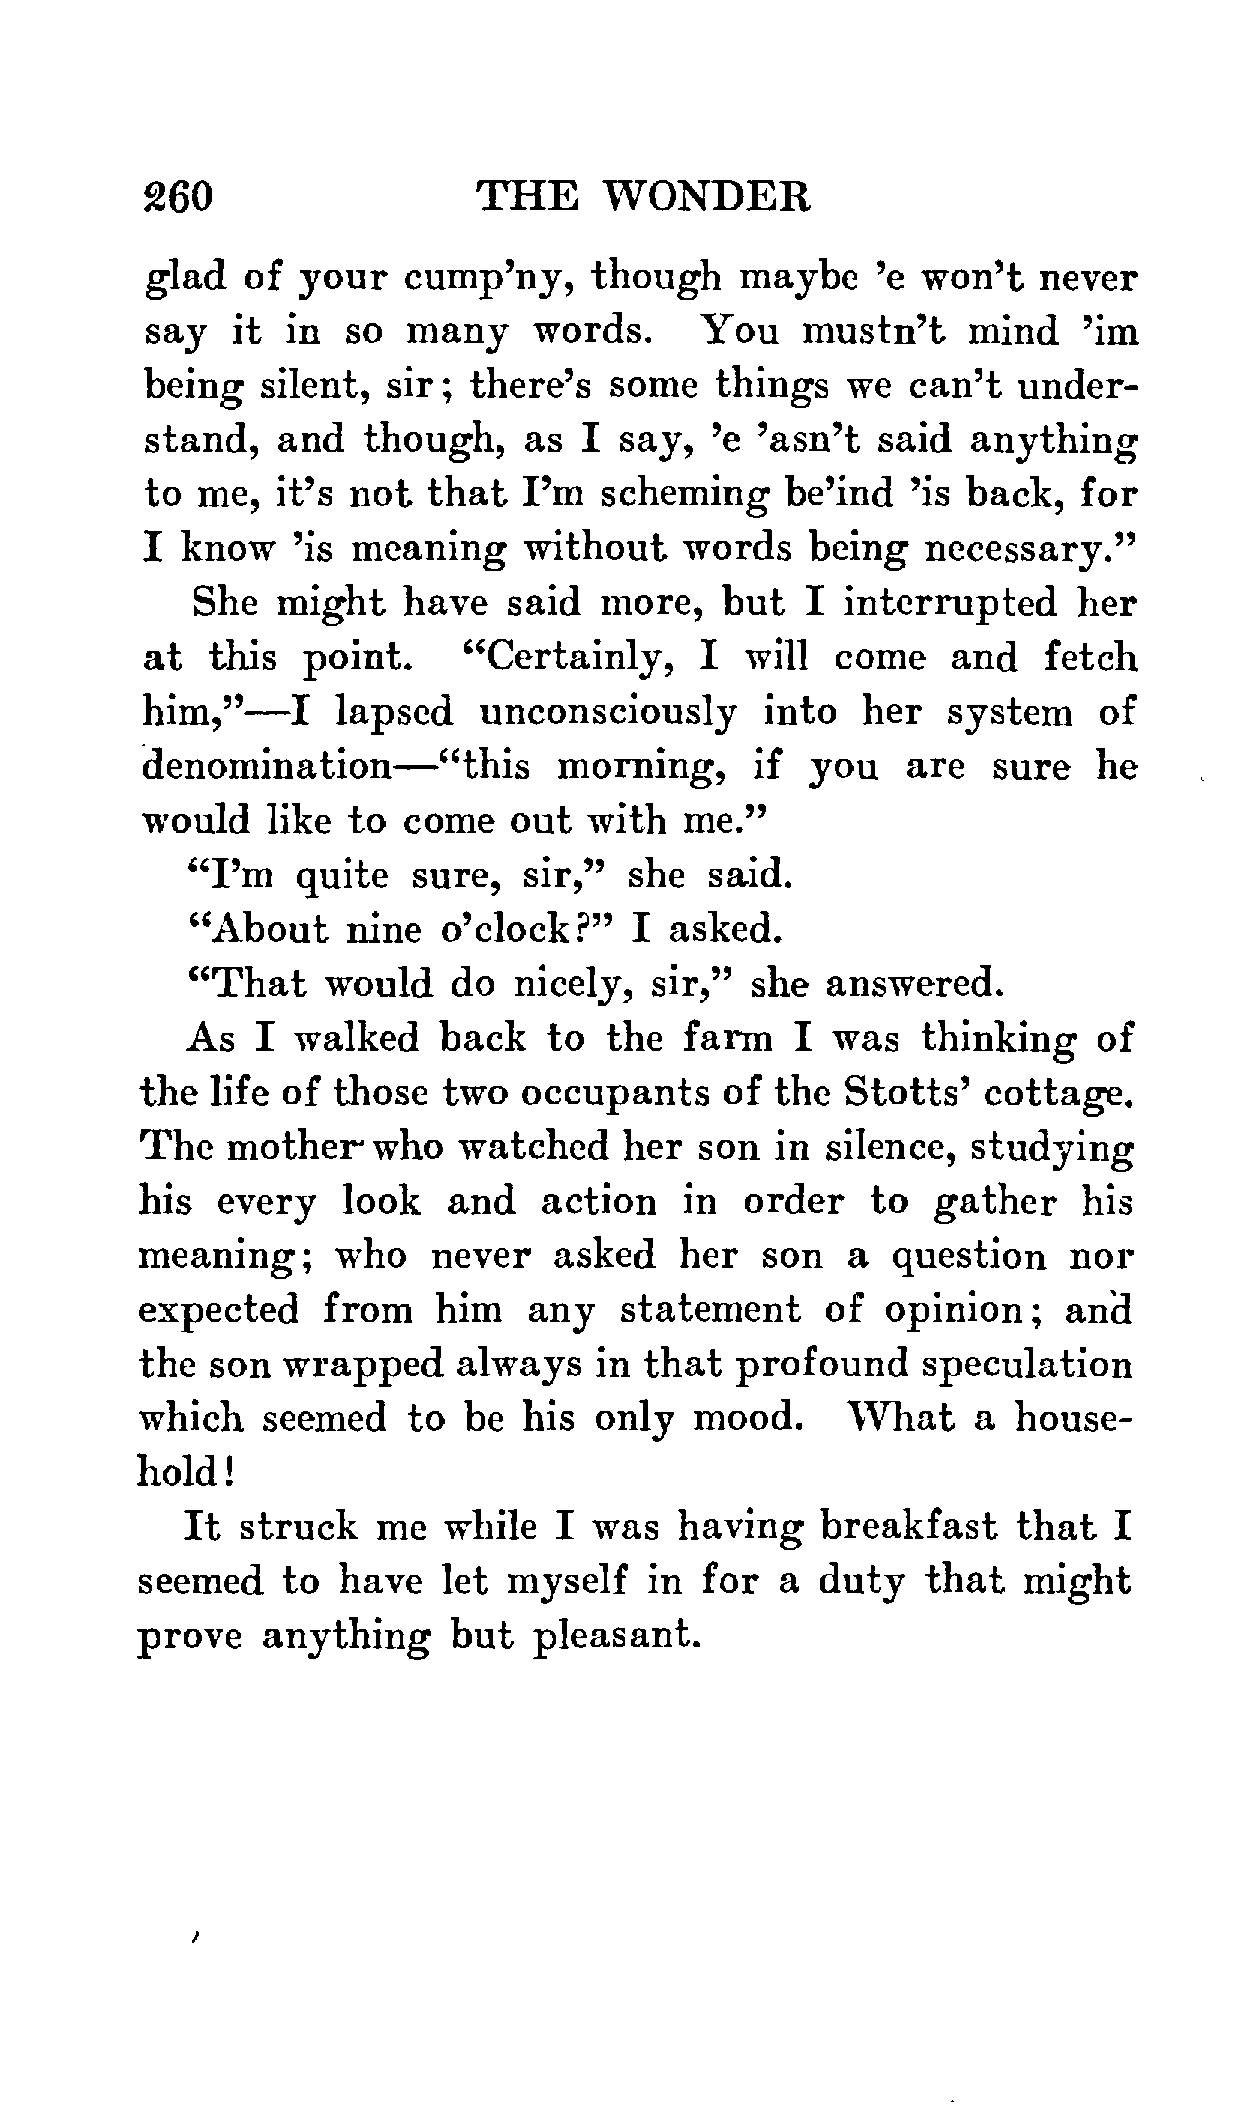 260 THE WONDER
glad of your cump'ny, though maybe 'e won't never
say it in so many words. You mustn't mind 'im
being silent, sir; there's some things we can't under-
stand, and though, as I say, 'e 'asn't said anything
to me, it's not that I'm scheming be'ind 'is back, for
I know 'is meaning without words being necessary."
She might have said more, but I interrupted her
at this point. "Certainly, I will come and fetch
him,"—I lapsed unconsciously into her system of
denomination—"this morning, if you are sure he
would like to come out with me."
"I'm quite sure, sir," she said.
"About nine o'clock?" I asked.
"That would do nicely, sir," she answered.
As I walked back to the farm I was thinking of
the life of those two occupants of the Stotts' cottage.
The mother who watched her son in silence, studying
his every look and action in order to gather his
meaning; who never asked her son a question nor
expected from him any statement of opinion; and
the son wrapped always in that profound speculation
which seemed to be his only mood. What a house-
hold!
It struck me while I was having breakfast that I
seemed to have let myself in for a duty that might
prove anything but pleasant.